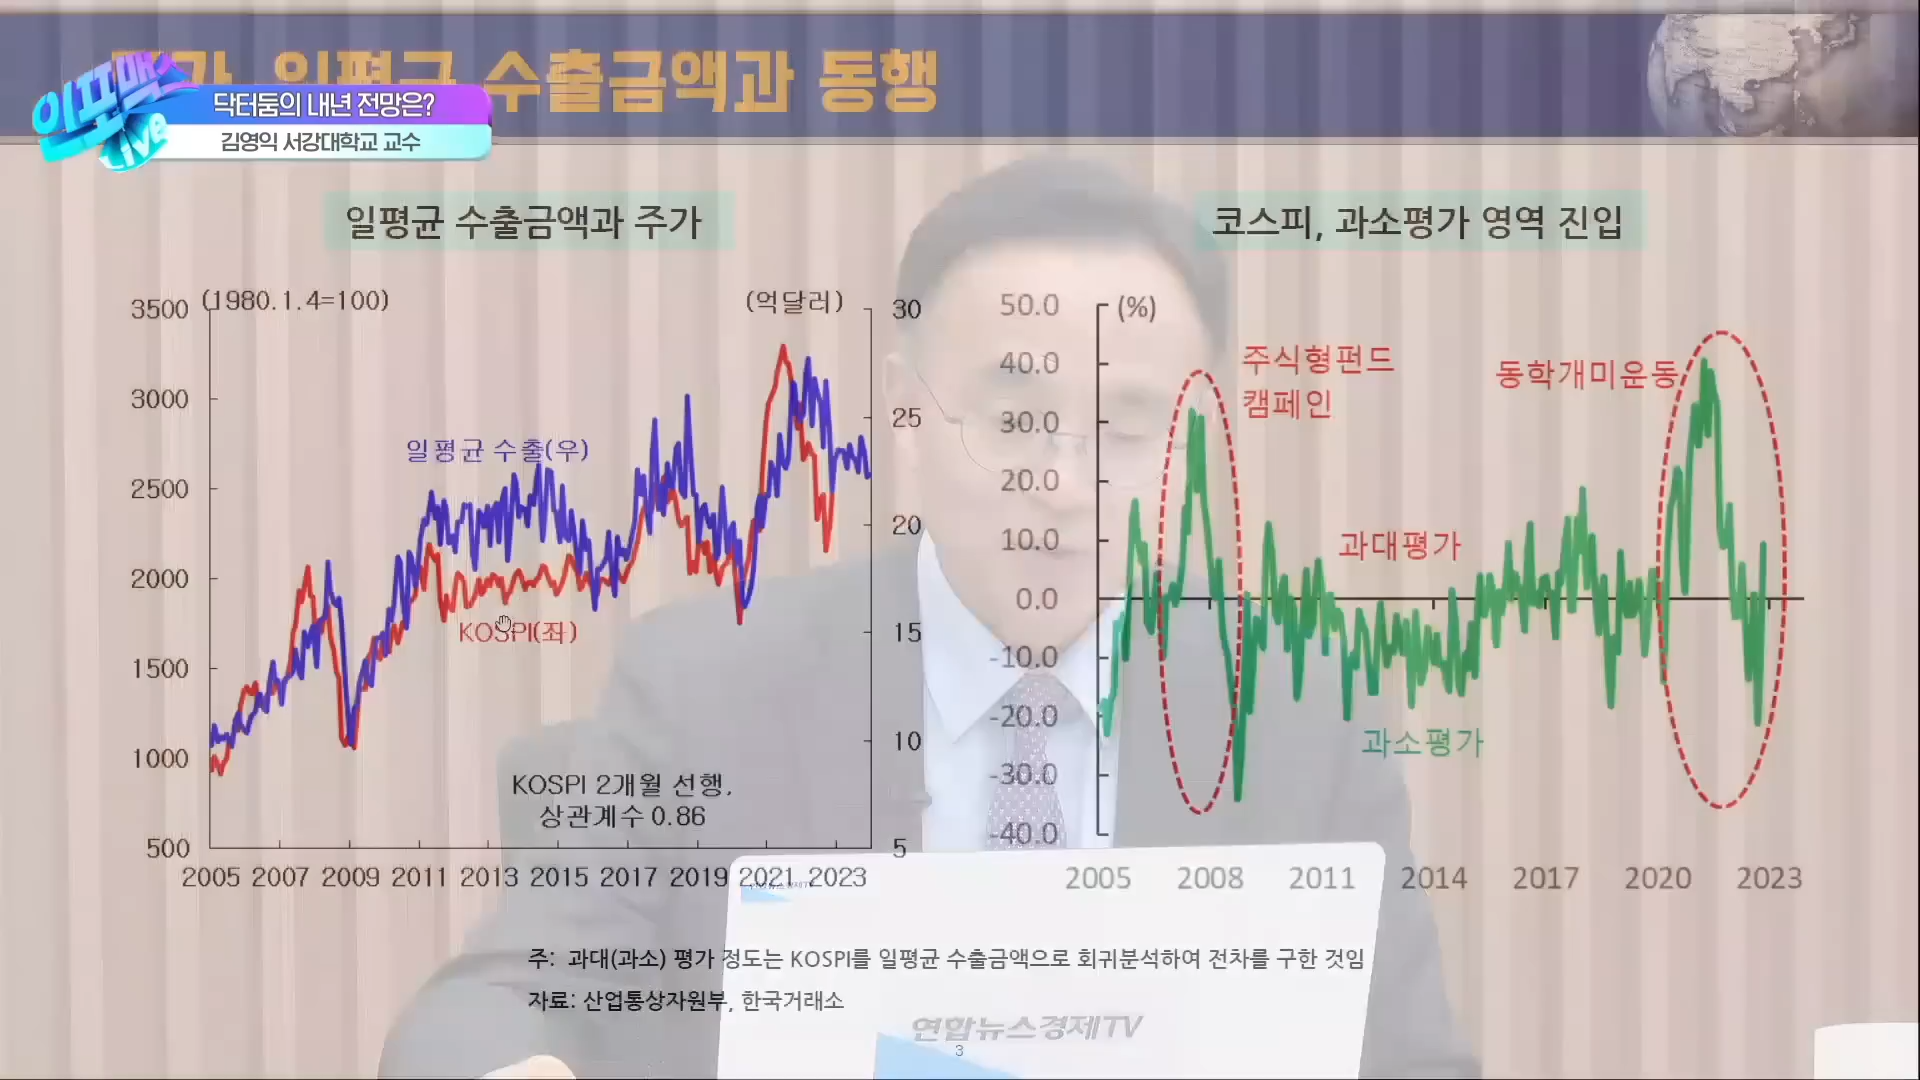 수출금액과 동행
인포맥스
Live
닥터둠의 내년 전망은?
김영익 서강대학교 교수
일평균 수출금액과 주가
(1980.1.4=100)
(억달러)
3500
3000
2500
2000
1500
1000
500
30
25
20
15
10
5
일평균 수출(우)
KOSPI(좌)
KOSPI 2개월 선행,
상관계수 0.86
2005 2007 2009 2011 2013 2015 2017 2019 2021 2023
코스피, 과소평가 영역 진입
(%)
50.0
40.0
30.0
20.0
10.0
0.0
-10.0
-20.0
-30.0
-40.0
주식형펀드
캠페인
동학개미운동
과대평가
과소평가
2005 2008 2011 2014 2017 2020 2023
주: 과대(과소) 평가 정도는 KOSPI를 일평균 수출금액으로 회귀분석하여 전차를 구한 것임
자료: 산업통상자원부, 한국거래소
연합뉴스경제TV
3